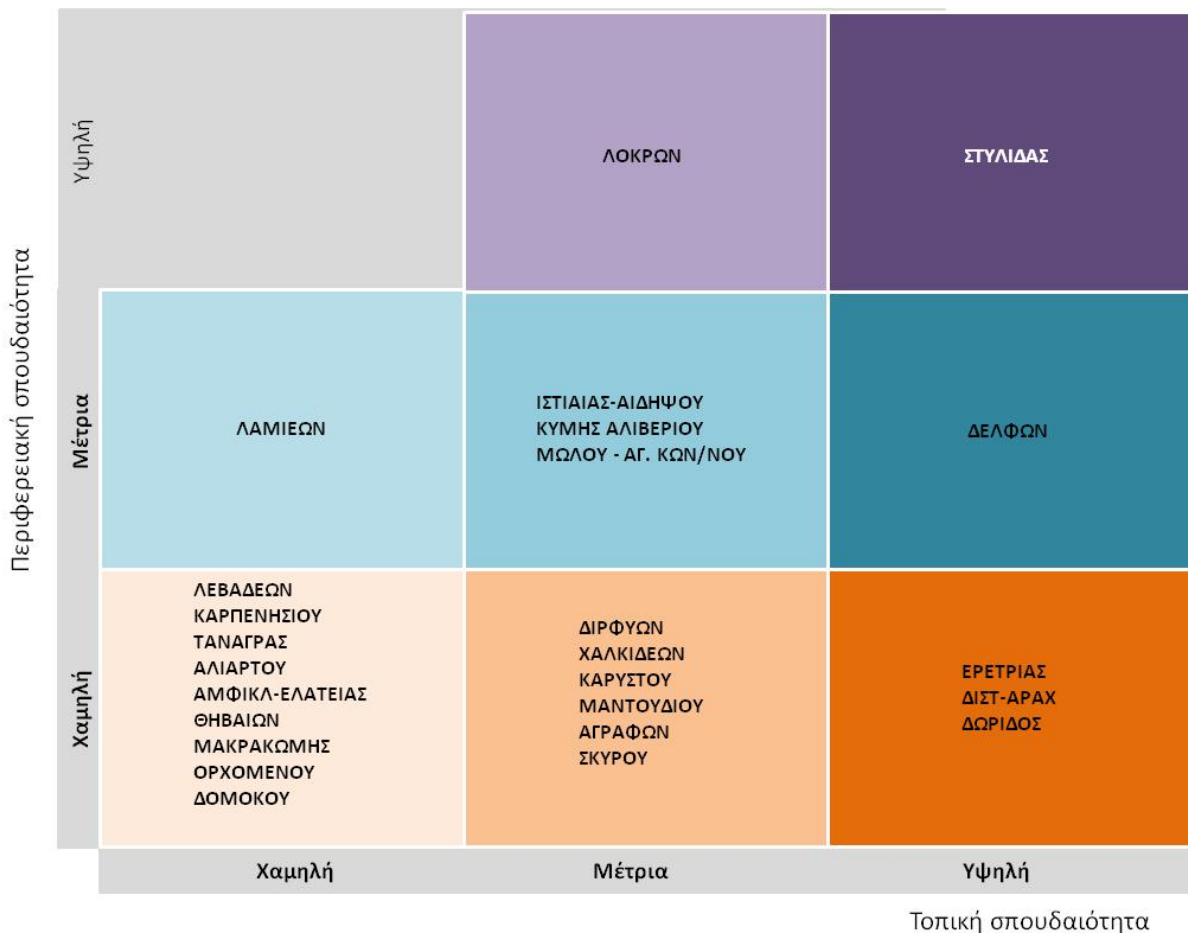 Περιφερειακή σπουδαιότητα
Υψηλή
ΛΟΚΡΩΝ
ΣΤΥΛΙΔΑΣ
Μέτρια
ΛΑΜΙΕΩΝ
ΙΣΤΙΑΙΑΣ-ΑΙΔΗΨΟΥ
ΚΥΜΗΣ ΑΛΙΒΕΡΙΟΥ
ΜΩΛΟΥ - ΑΓ. ΚΩΝ/ΝΟΥ
ΔΕΛΦΩΝ
Χαμηλή
ΛΕΒΑΔΕΩΝ
ΚΑΡΠΕΝΗΣΙΟΥ
ΤΑΝΑΓΡΑΣ
ΑΛΙΑΡΤΟΥ
ΑΜΦΙΚΛ-ΕΛΑΤΕΙΑΣ
ΘΗΒΑΙΩΝ
ΜΑΚΡΑΚΩΜΗΣ
ΟΡΧΟΜΕΝΟΥ
ΔΟΜΟΚΟΥ
ΔΙΡΦΥΩΝ
ΧΑΛΚΙΔΕΩΝ
ΚΑΡΥΣΤΟΥ
ΜΑΝΤΟΥΔΙΟΥ
ΑΓΡΑΦΩΝ
ΣΚΥΡΟΥ
ΕΡΕΤΡΙΑΣ
ΔΙΣΤ-ΑΡΑΧ
ΔΩΡΙΔΟΣ
Χαμηλή
Μέτρια
Υψηλή
Τοπική σπουδαιότητα